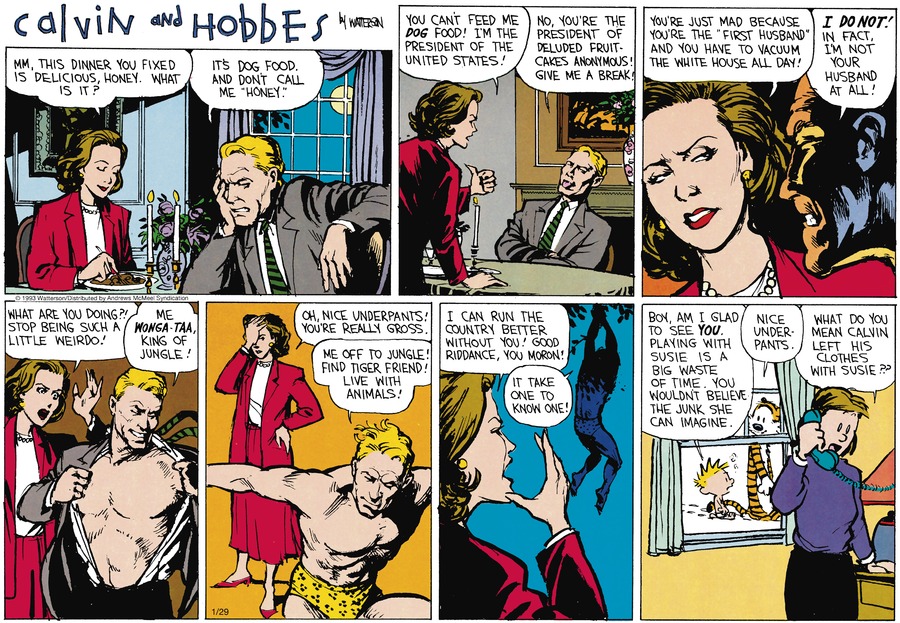 calvin and HOBBES by WATTERSON
MM, THIS DINNER YOU FIXED
IS DELICIOUS, HONEY. WHAT
IS IT?
IT'S DOG FOOD.
AND DON'T CALL
ME "HONEY."
© 1993 Watterson/Distributed by Andrews McMeel Syndication
YOU CAN'T FEED ME
DOG FOOD! I'M THE
PRESIDENT OF THE
UNITED STATES!
NO, YOU'RE THE
PRESIDENT OF
DELUDED FRUIT-
CAKES ANONYMOUS!
GIVE ME A BREAK!
YOU'RE JUST MAD BECAUSE
YOU'RE THE "FIRST HUSBAND"
AND YOU HAVE TO VACUUM
THE WHITE HOUSE ALL DAY!
I DO NOT!
IN FACT,
I'M NOT
YOUR
HUSBAND
AT ALL!
WHAT ARE YOU DOING?!
STOP BEING SUCH A
LITTLE WEIRDO!
ME
WONGA-TAA,
KING OF
JUNGLE!
OH, NICE UNDERPANTS!
YOU'RE REALLY GROSS.
ME OFF TO JUNGLE!
FIND TIGER FRIEND!
LIVE WITH
ANIMALS!
1/29
I CAN RUN THE
COUNTRY BETTER
WITHOUT YOU! GOOD
RIDDANCE, YOU MORON!
IT TAKE
ONE TO
KNOW ONE!
BOY, AM I GLAD
TO SEE YOU.
PLAYING WITH
SUSIE IS A
BIG WASTE
OF TIME. YOU
WOULDN'T BELIEVE
THE JUNK SHE
CAN IMAGINE.
NICE
UNDER-
PANTS.
WHAT DO YOU
MEAN CALVIN
LEFT HIS
CLOTHES
WITH SUSIE??